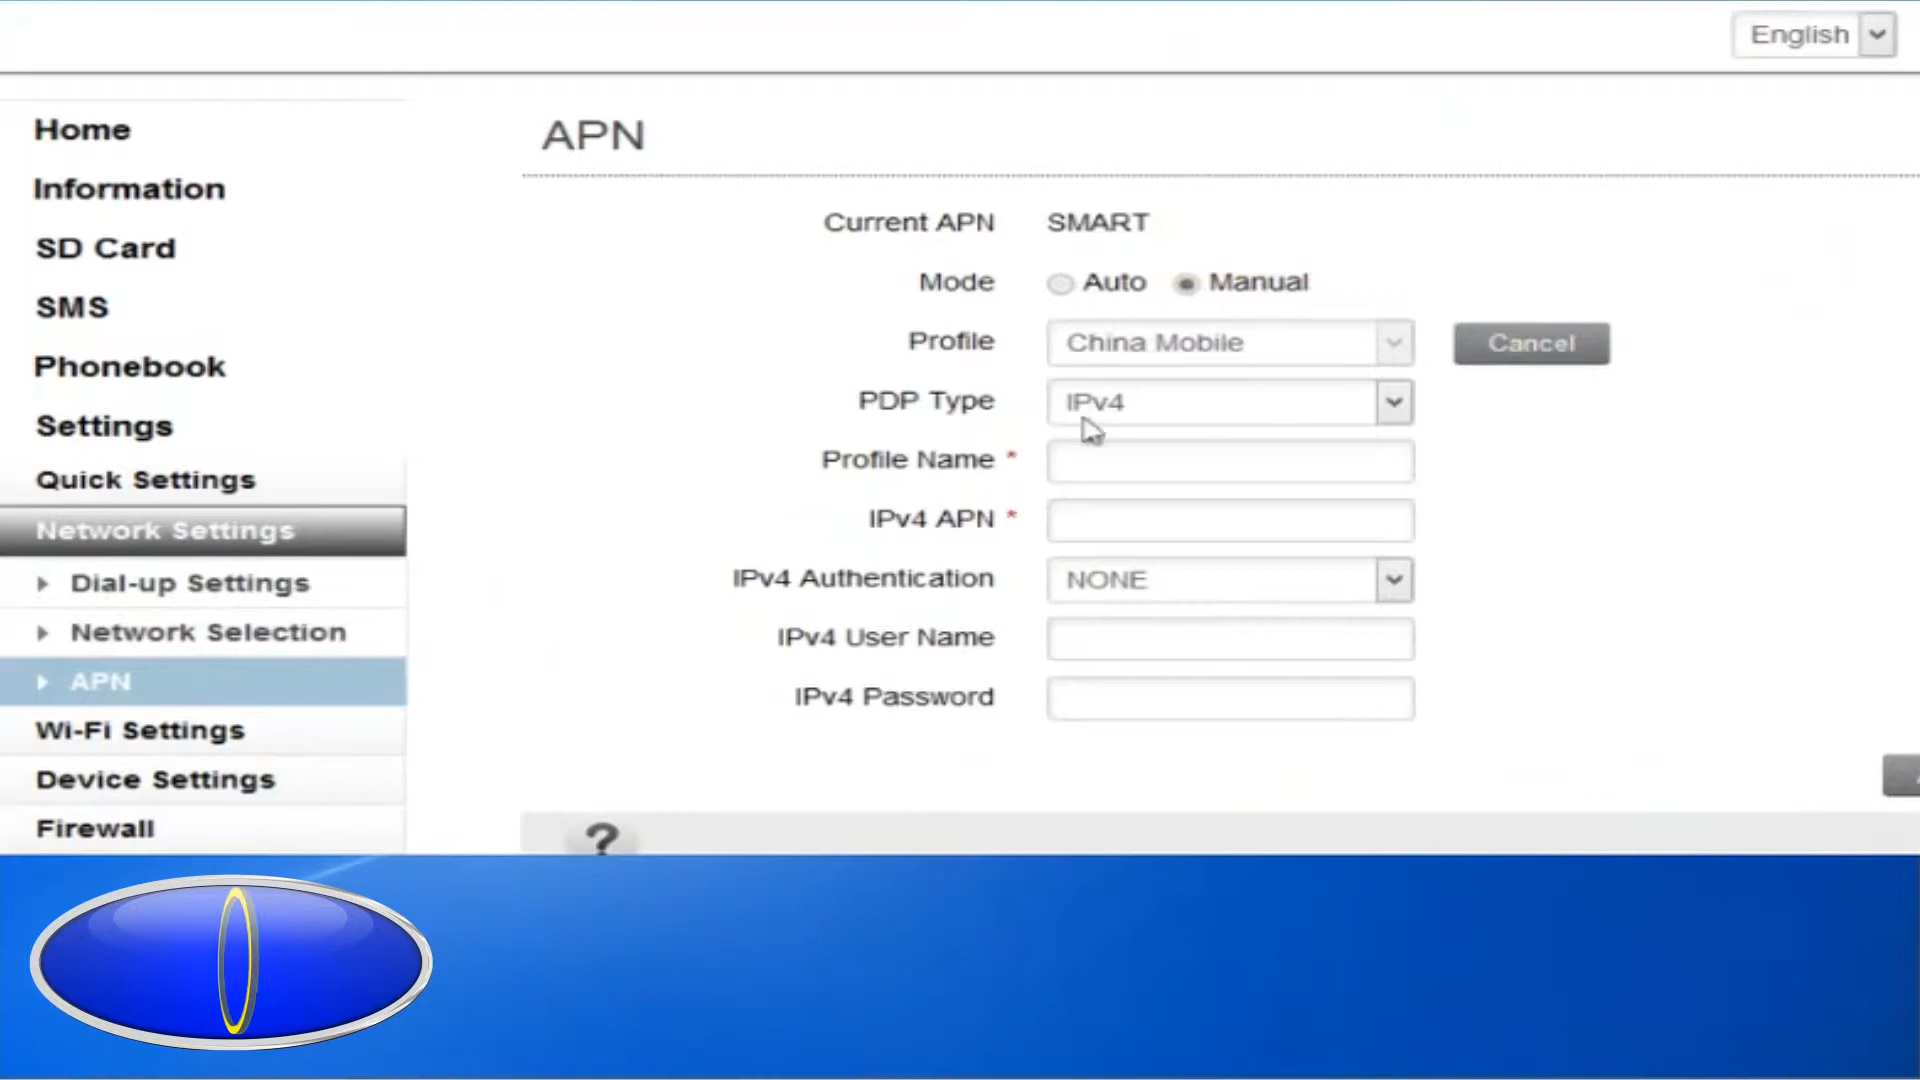 English
Home
Information
SD Card
SMS
Phonebook
Settings
Quick Settings
Network Settings
Dial-up Settings
Network Selection
APN
Wi-Fi Settings
Device Settings
Firewall
APN
Current APN SMART
Mode Auto Manual
Profile China Mobile Cancel
PDP Type IPv4
Profile Name *
IPv4 APN *
IPv4 Authentication NONE
IPv4 User Name
IPv4 Password
?